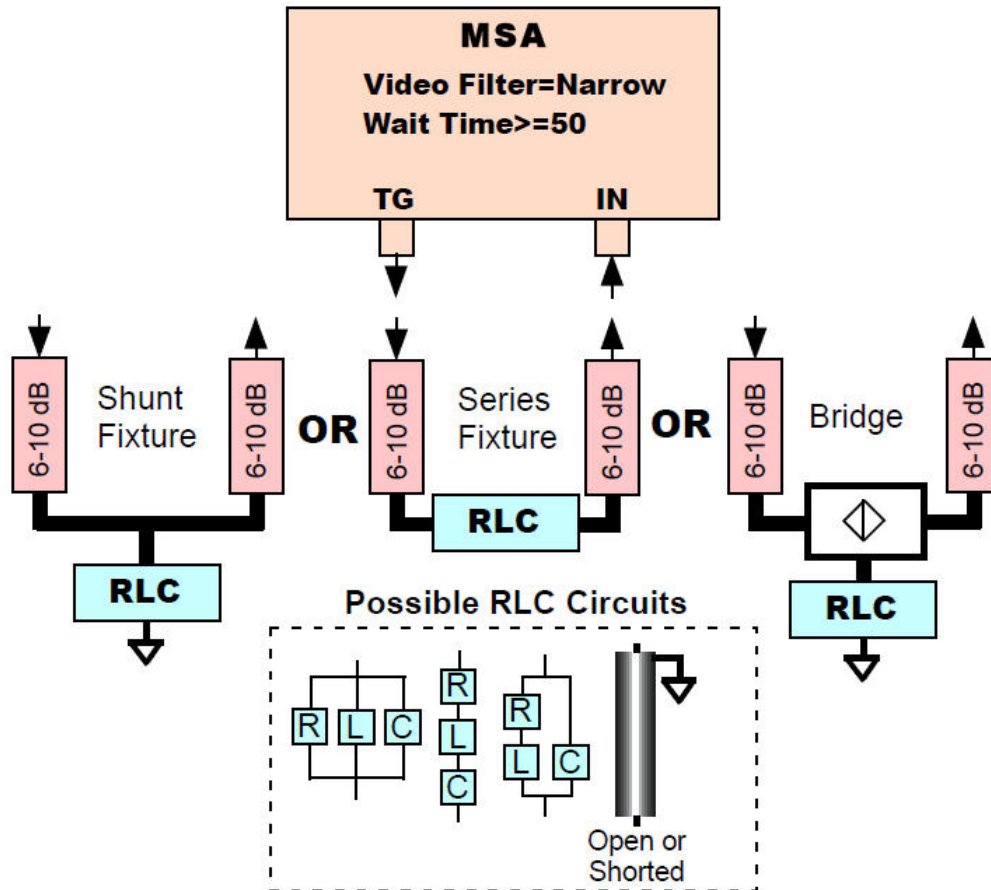 MSA
Video Filter=Narrow
Wait Time>=50
TG
IN
6-10 dB
Shunt
Fixture
6-10 dB
OR
6-10 dB
Series
Fixture
6-10 dB
OR
6-10 dB
Bridge
6-10 dB
RLC
RLC
RLC
Possible RLC Circuits
R
L
C
R
L
C
R
L
C
Open or
Shorted